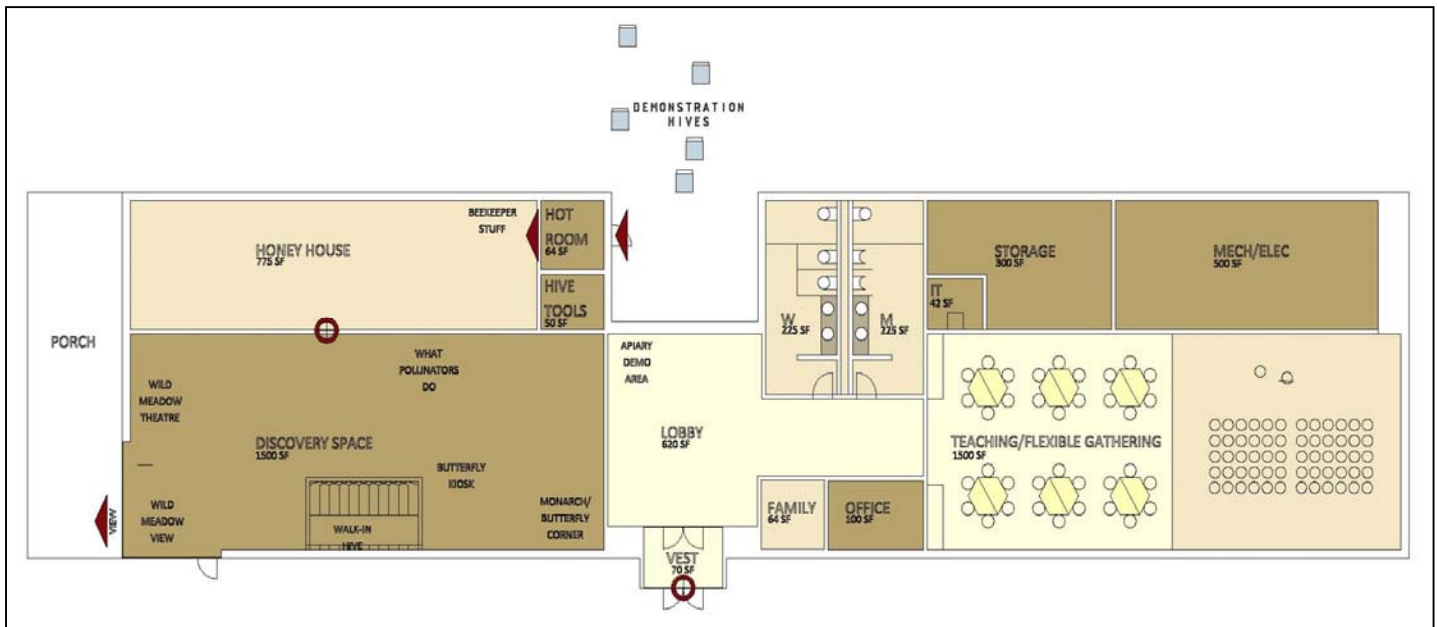 DEMONSTRATION
HIVES
HONEY HOUSE
775 SF
BEEKEEPER
STUFF
HOT
ROOM
64 SF
HIVE
TOOLS
50 SF
W
225 SF
M
225 SF
STORAGE
300 SF
IT
42 SF
MECH/ELEC
500 SF
PORCH
WILD
MEADOW
THEATRE
WHAT
POLLINATORS
DO
DISCOVERY SPACE
1500 SF
BUTTERFLY
KIOSK
WILD
MEADOW
VIEW
VIEW
WALK-IN
HIVE
MONARCH/
BUTTERFLY
CORNER
APIARY
DEMO
AREA
LOBBY
620 SF
FAMILY
64 SF
OFFICE
100 SF
VEST
70 SF
TEACHING/FLEXIBLE GATHERING
1500 SF